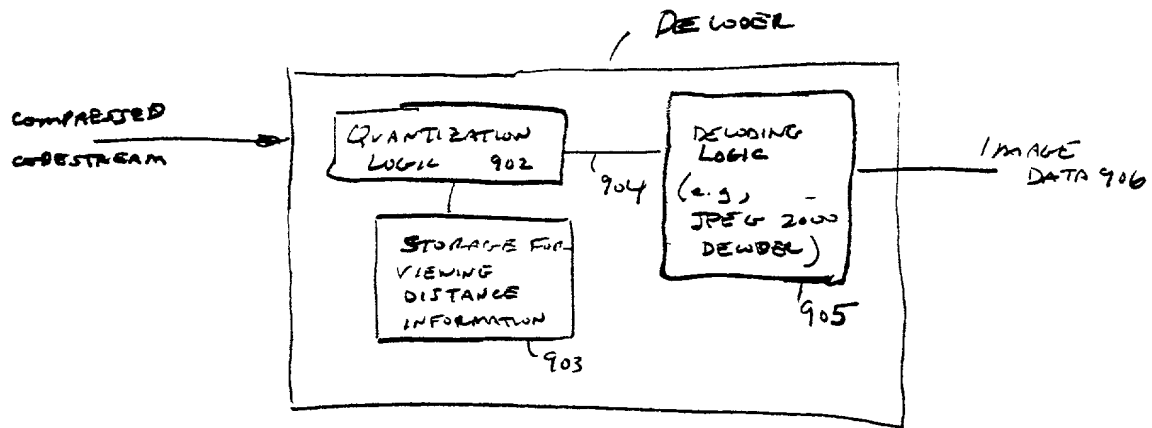 DECODER
COMPRESSED
CODESTREAM
QUANTIZATION
LOGIC 902
904
STORAGE FOR
VIEWING
DISTANCE
INFORMATION
903
DECODING
LOGIC
(e.g,
JPEG 2000
DECODER)
905
IMAGE
DATA 906